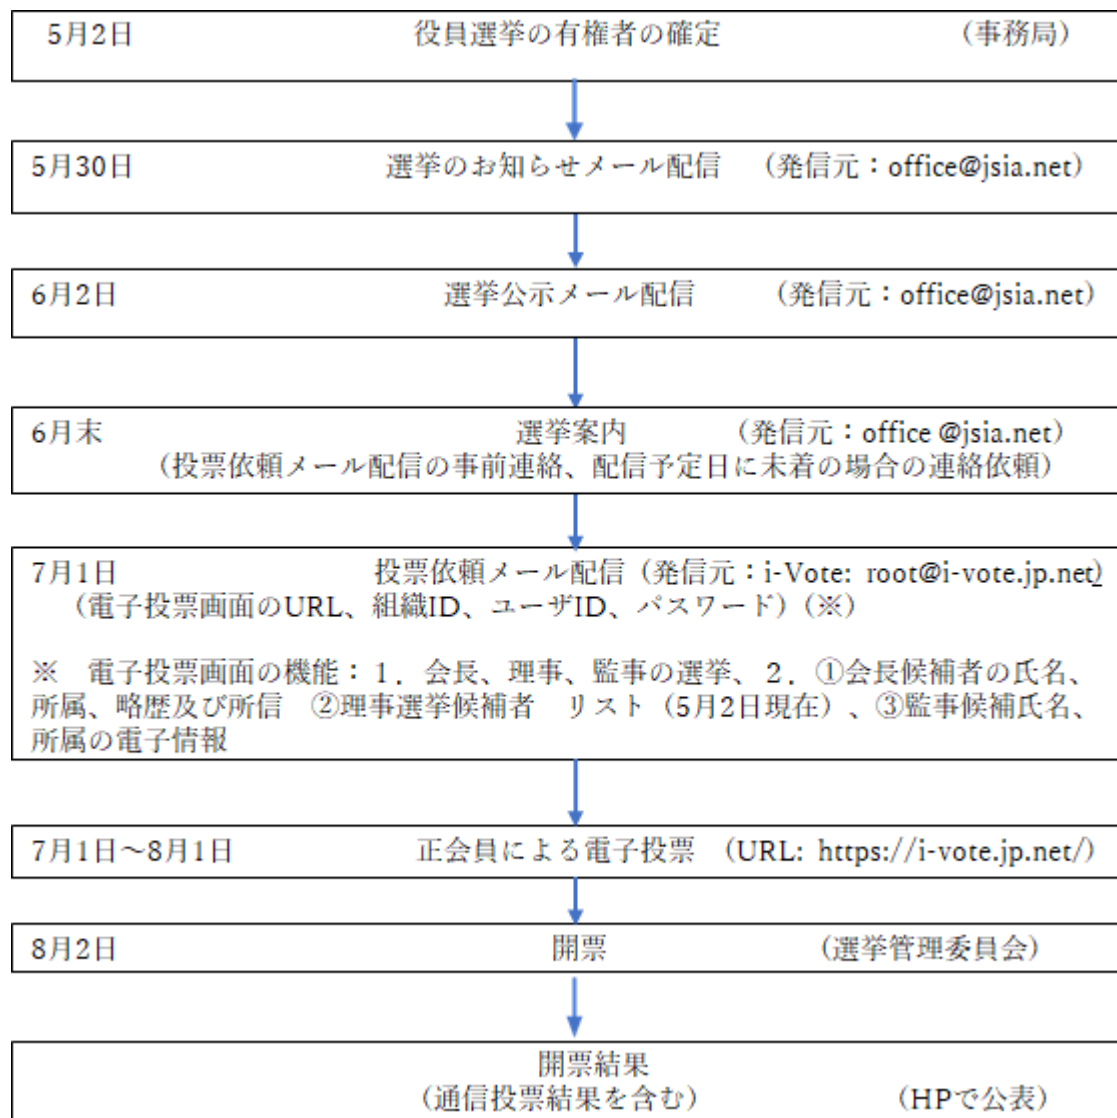 5月2日 役員選挙の有権者の確定 （事務局）
5月30日 選挙のお知らせメール配信 （発信元：office@jsia.net）
6月2日 選挙公示メール配信 （発信元：office@jsia.net）
6月末 選挙案内 （発信元：office @jsia.net）
（投票依頼メール配信の事前連絡、配信予定日に未着の場合の連絡依頼）
7月1日 投票依頼メール配信（発信元：i-Vote: root@i-vote.jp.net）
（電子投票画面のURL、組織ID、ユーザID、パスワード）（※）
※　電子投票画面の機能：１．会長、理事、監事の選挙、２．①会長候補者の氏名、
所属、略歴及び所信　②理事選挙候補者　リスト（5月2日現在）、③監事候補氏名、
所属の電子情報
7月1日～8月1日 正会員による電子投票 （URL: https://i-vote.jp.net/）
8月2日 開票 （選挙管理委員会）
開票結果
（通信投票結果を含む） （HPで公表）